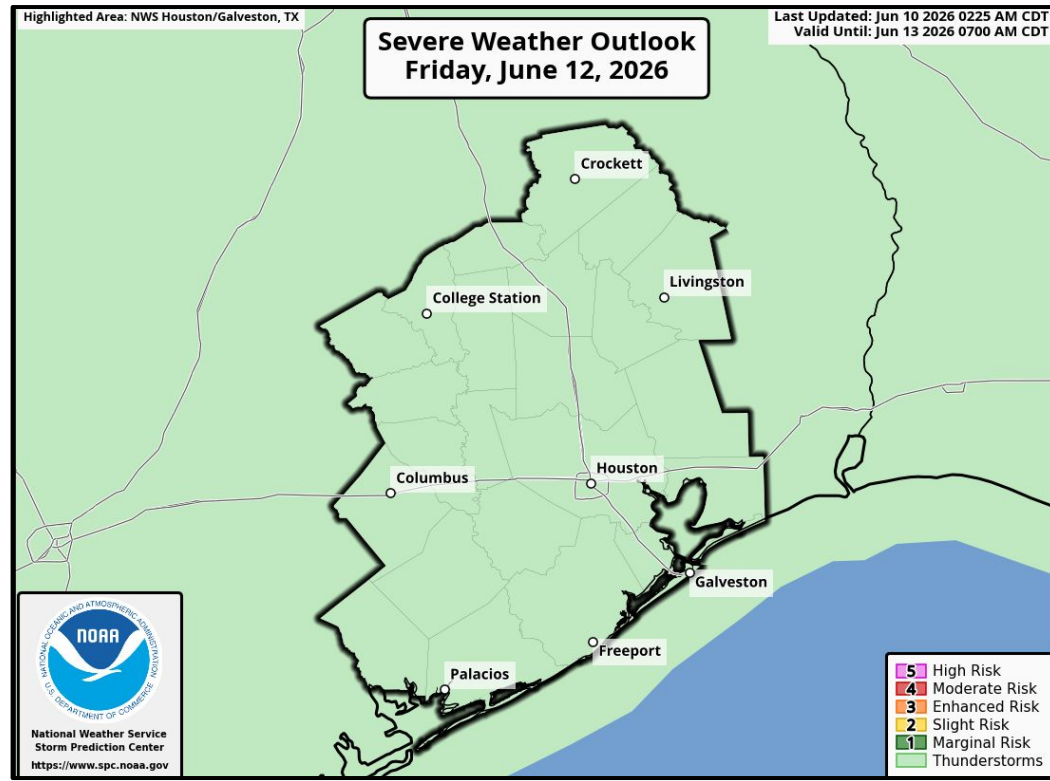 Highlighted Area: NWS Houston/Galveston, TX
Last Updated: Jun 10 2026 0225 AM CDT
Valid Until: Jun 13 2026 0700 AM CDT
Severe Weather Outlook
Friday, June 12, 2026
Crockett
Livingston
College Station
Columbus
Houston
Galveston
Freeport
Palacios
NATIONAL OCEANIC AND ATMOSPHERIC ADMINISTRATION
NOAA
U.S. DEPARTMENT OF COMMERCE
National Weather Service
Storm Prediction Center
https://www.spc.noaa.gov
5 High Risk
4 Moderate Risk
3 Enhanced Risk
2 Slight Risk
1 Marginal Risk
Thunderstorms